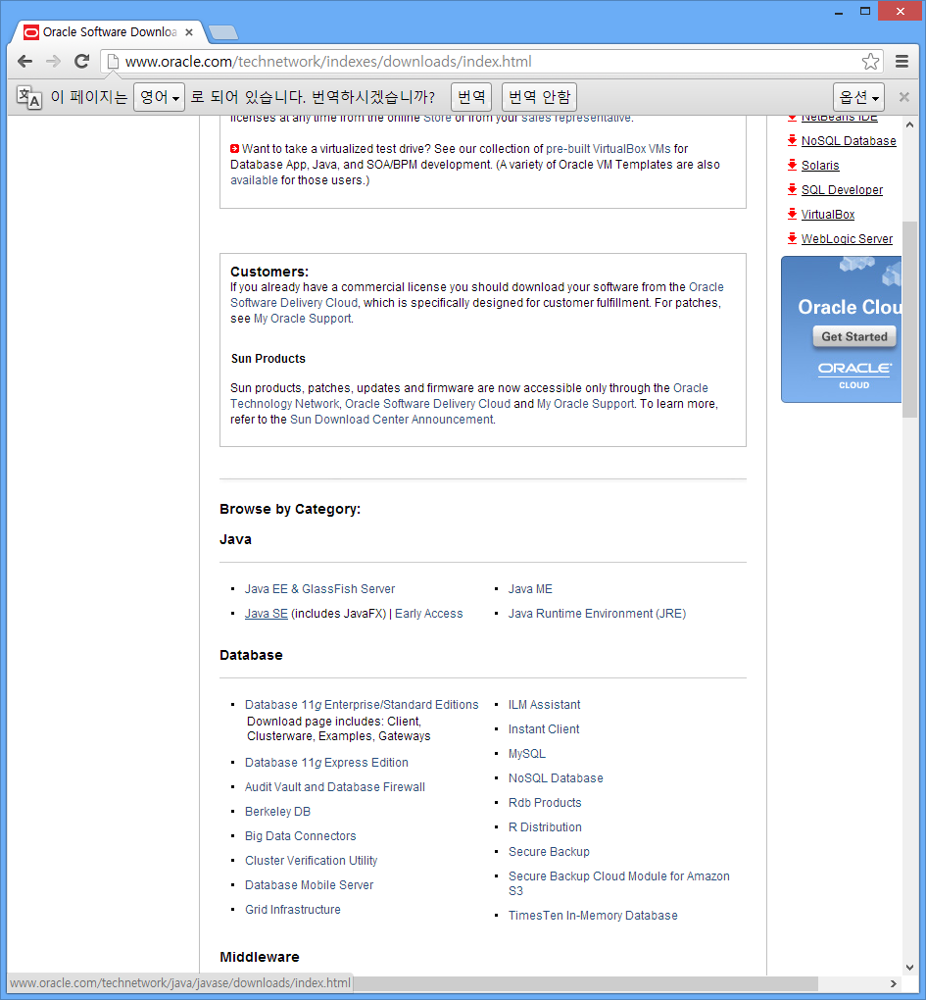 Oracle Software Downloa
www.oracle.com/technetwork/indexes/downloads/index.html
이 페이지는 영어 로 되어 있습니다. 번역하시겠습니까? 번역 번역 안함 옵션
licenses at any time from the online Store or from your sales representative.
Want to take a virtualized test drive? See our collection of pre-built VirtualBox VMs for
Database App, Java, and SOA/BPM development. (A variety of Oracle VM Templates are also
available for those users.)
Customers:
If you already have a commercial license you should download your software from the Oracle
Software Delivery Cloud, which is specifically designed for customer fulfillment. For patches,
see My Oracle Support.
Sun Products
Sun products, patches, updates and firmware are now accessible only through the Oracle
Technology Network, Oracle Software Delivery Cloud and My Oracle Support. To learn more,
refer to the Sun Download Center Announcement.
Browse by Category:
Java
Java EE & GlassFish Server
Java SE (includes JavaFX) | Early Access
Java ME
Java Runtime Environment (JRE)
Database
Database 11g Enterprise/Standard Editions
Download page includes: Client,
Clusterware, Examples, Gateways
Database 11g Express Edition
Audit Vault and Database Firewall
Berkeley DB
Big Data Connectors
Cluster Verification Utility
Database Mobile Server
Grid Infrastructure
ILM Assistant
Instant Client
MySQL
NoSQL Database
Rdb Products
R Distribution
Secure Backup
Secure Backup Cloud Module for Amazon
S3
TimesTen In-Memory Database
Middleware
NetBeans IDE
NoSQL Database
Solaris
SQL Developer
VirtualBox
WebLogic Server
Oracle Clou
Get Started
ORACLE
CLOUD
www.oracle.com/technetwork/java/javase/downloads/index.html